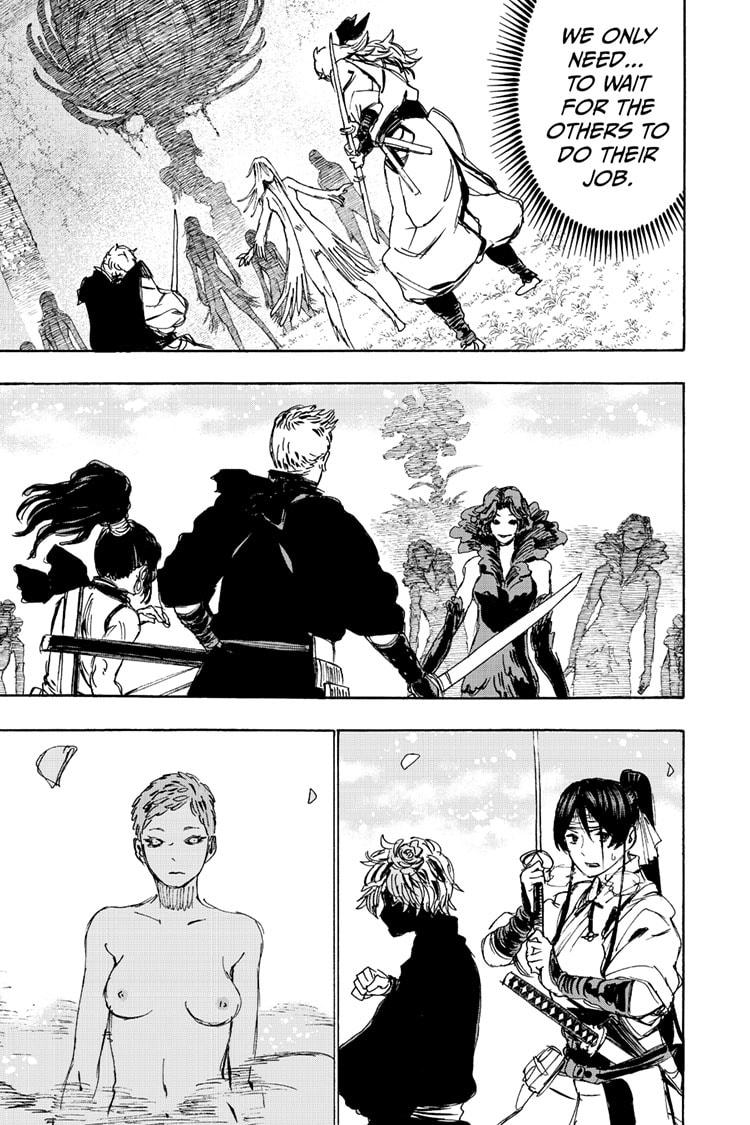 WE ONLY
NEED...
TO WAIT
FOR THE
OTHERS TO
DO THEIR
JOB.